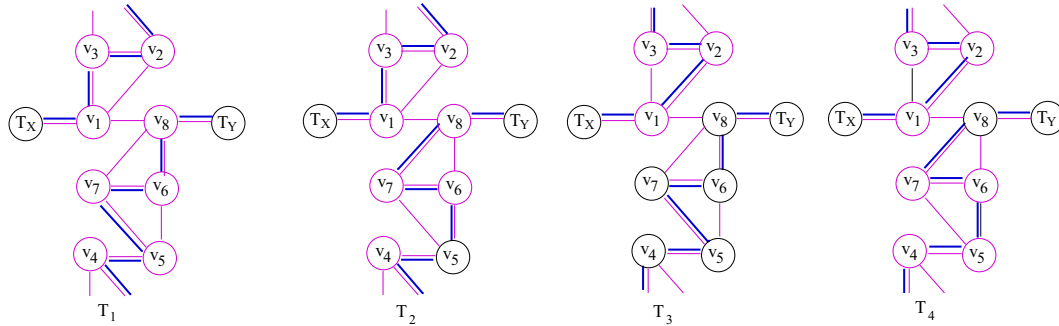 v3 v2 v3 v2 v3 v2 v3 v2
TX v1 v8 TY TX v1 v8 TY TX v1 v8 TY TX v1 v8 TY
v7 v6 v7 v6 v7 v6 v7 v6
v4 v5 v4 v5 v4 v5 v4 v5
T1 T2 T3 T4